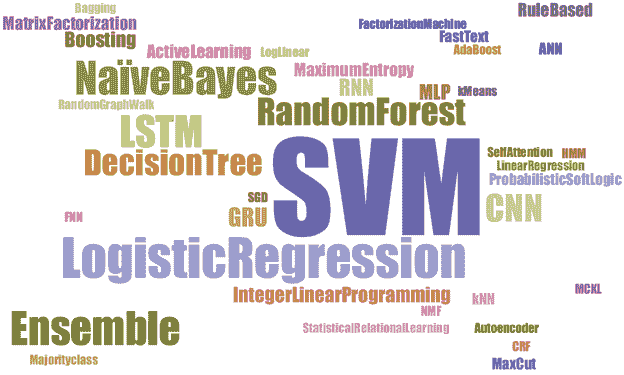 Bagging
RuleBased
MatrixFactorization
FactorizationMachine
Boosting
FastText
ActiveLearning
LogLinear
AdaBoost
ANN
NaïveBayes
MaximumEntropy
RNN
MLP
kMeans
RandomGraphWalk
RandomForest
LSTM
SVM
DecisionTree
SelfAttention
HMM
LinearRegression
ProbabilisticSoftLogic
SGD
CNN
FNN
GRU
LogisticRegression
IntegerLinearProgramming
kNN
MCKL
NMF
Ensemble
StatisticalRelationalLearning
Autoencoder
CRF
Majorityclass
MaxCut